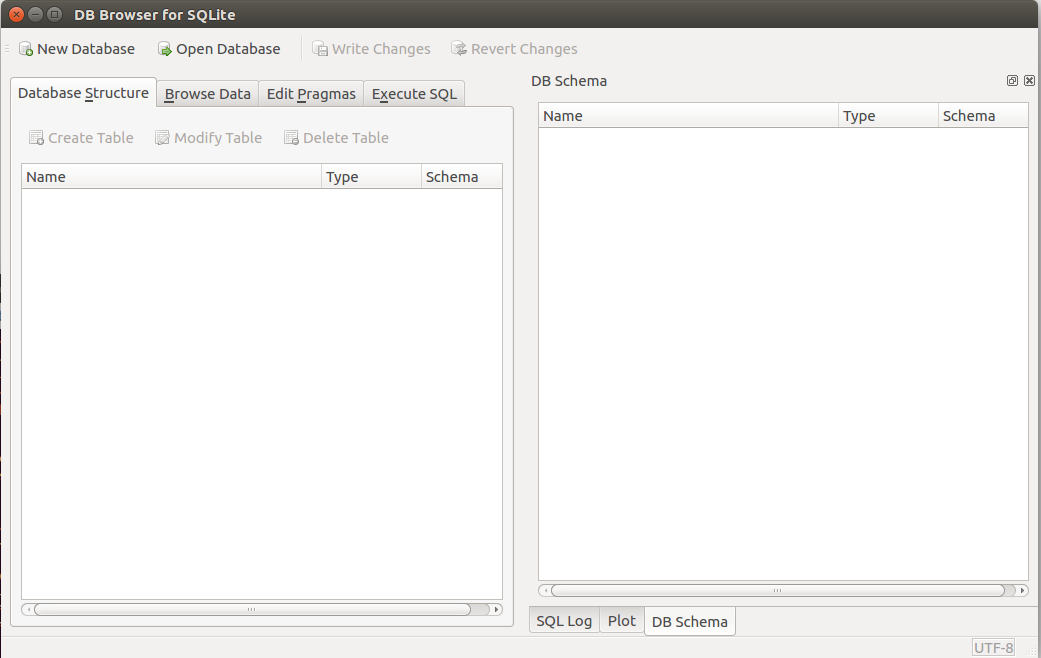 DB Browser for SQLite
New Database Open Database Write Changes Revert Changes
Database Structure Browse Data Edit Pragmas Execute SQL
Create Table Modify Table Delete Table
Name Type Schema
DB Schema
Name Type Schema
SQL Log Plot DB Schema
UTF-8